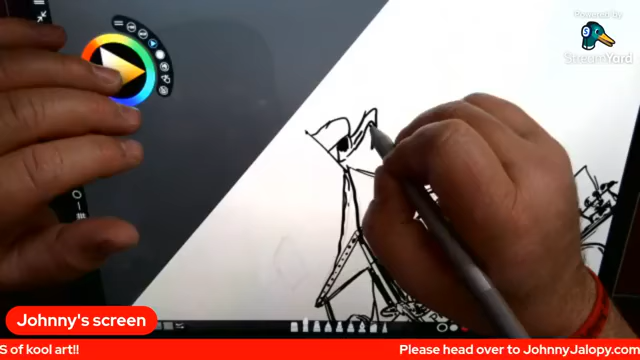 Powered by
StreamYard
Johnny's screen
S of kool art!!
Please head over to JohnnyJalopy.com